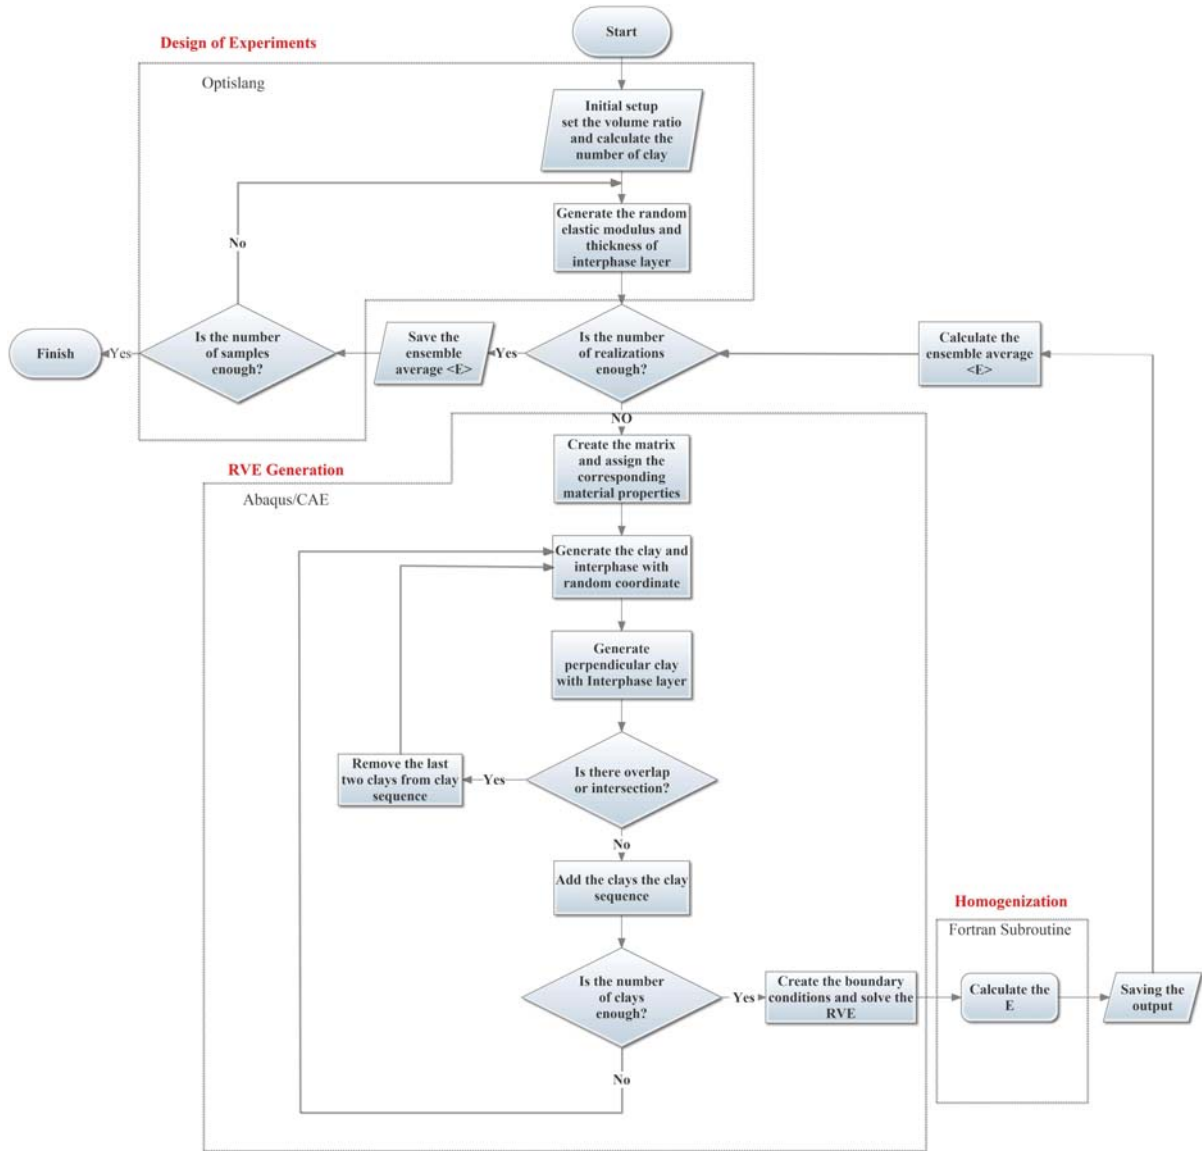 Start
Design of Experiments
Optislang
Initial setup
set the volume ratio
and calculate the
number of clay
Generate the random
elastic modulus and
thickness of
interphase layer
No
Is the number
of samples
enough?
Yes
Finish
Save the
ensemble
average <E>
Yes
Is the number
of realizations
enough?
Calculate the
ensemble average
<E>
NO
RVE Generation
Abaqus/CAE
Create the matrix
and assign the
corresponding
material properties
Generate the clay and
interphase with
random coordinate
Generate
perpendicular clay
with Interphase layer
Is there overlap
or intersection?
Yes
Remove the last
two clays from clay
sequence
No
Add the clays the clay
sequence
Is the number
of clays
enough?
Yes
Create the boundary
conditions and solve the
RVE
No
Homogenization
Fortran Subroutine
Calculate the
E
Saving the
output